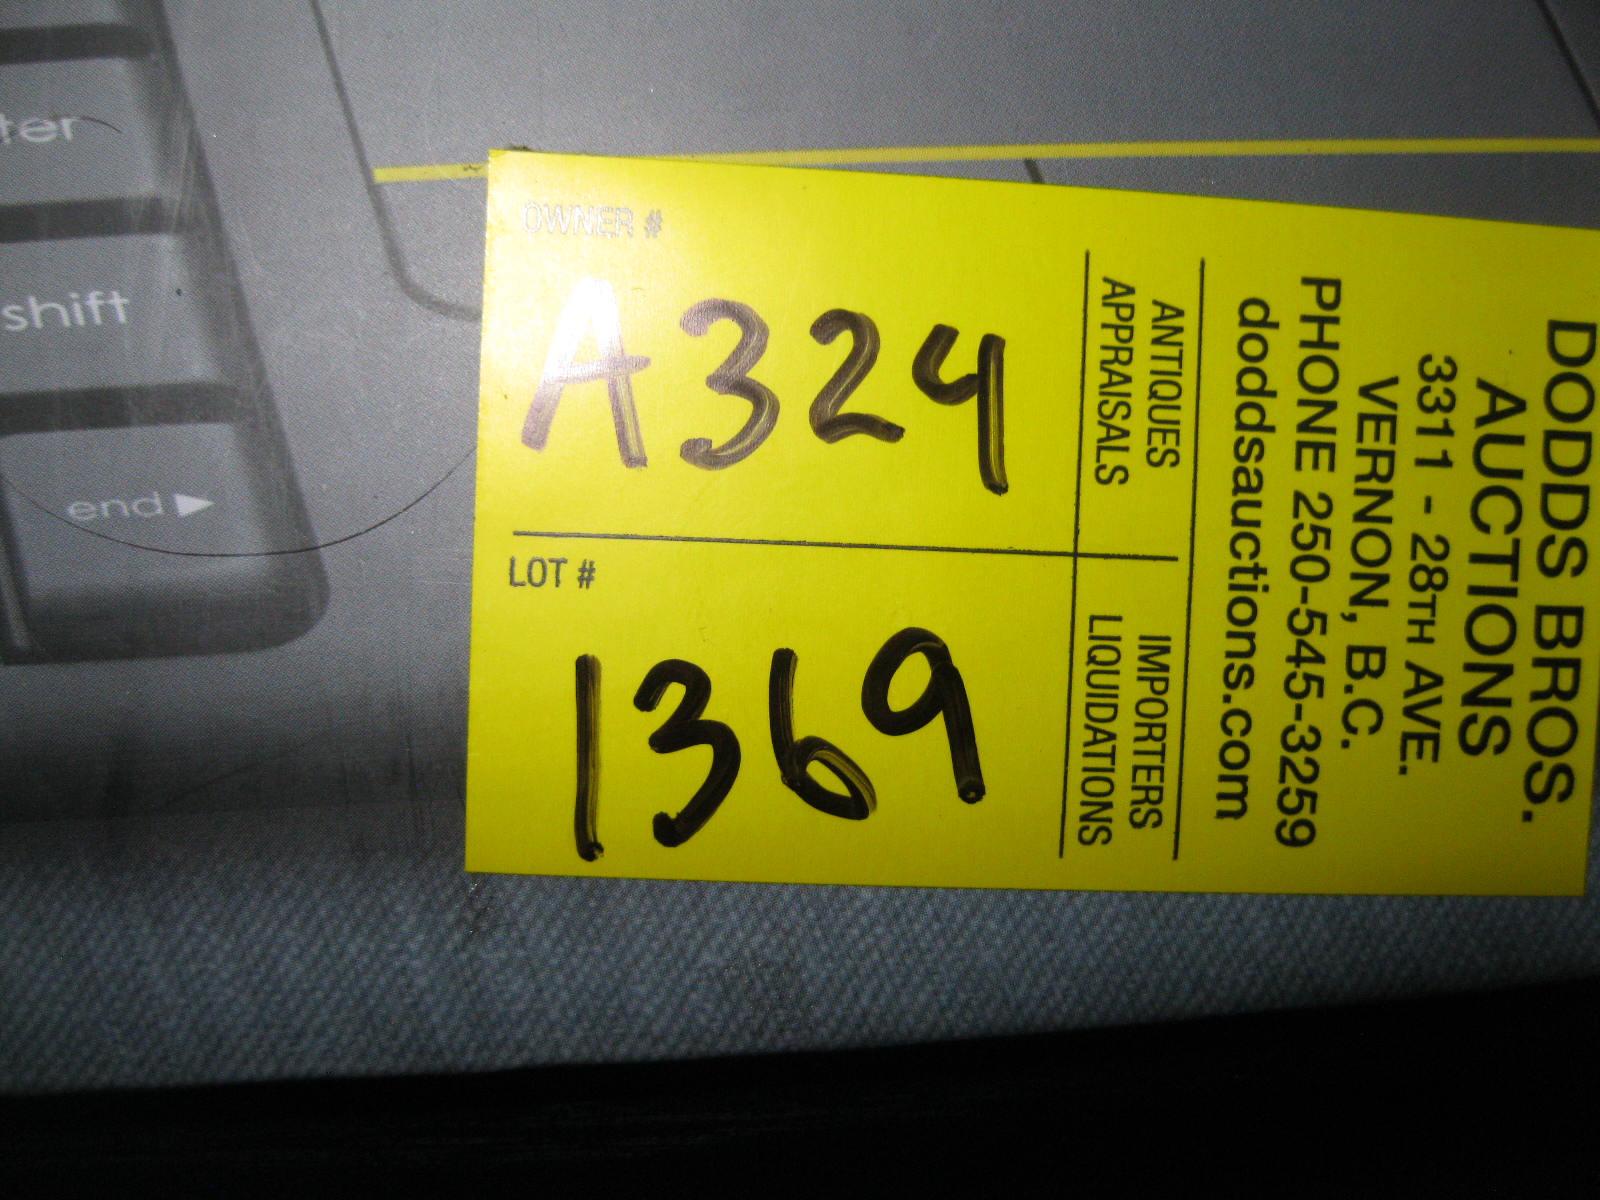 shift
end ▶
DODDS BROS.
AUCTIONS
3311 - 28TH AVE.
VERNON, B.C.
PHONE 250-545-3259
doddsauctions.com
ANTIQUES
APPRAISALS
IMPORTERS
LIQUIDATIONS
OWNER #
A324
LOT #
1369